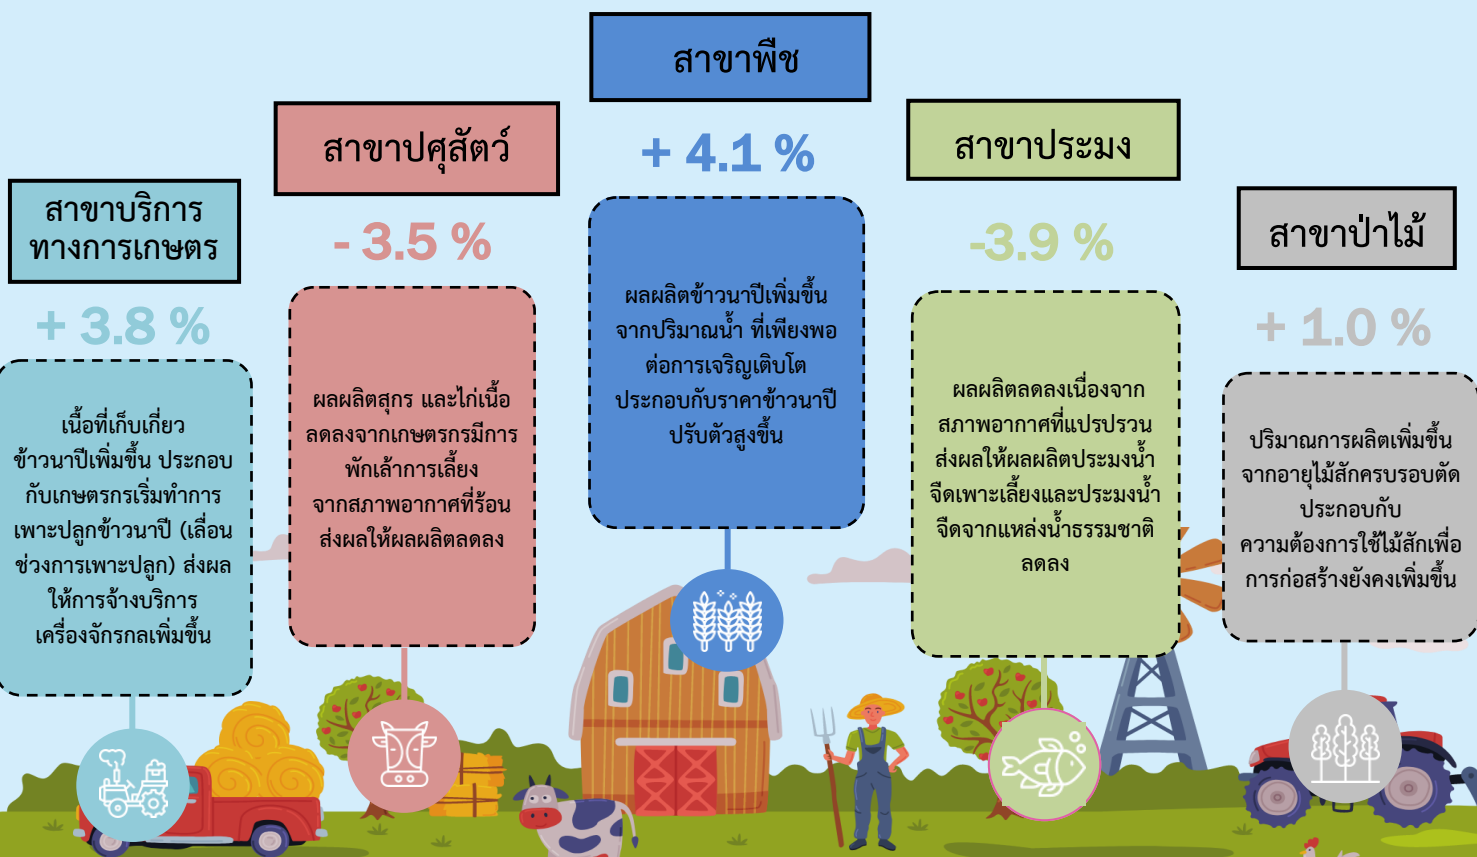 สาขาบริการ
ทางการเกษตร
+ 3.8 %
เนื้อที่เก็บเกี่ยว
ข้าวนาปีเพิ่มขึ้น ประกอบ
กับเกษตรกรเริ่มทำการ
เพาะปลูกข้าวนาปี (เลื่อน
ช่วงการเพาะปลูก) ส่งผล
ให้การจ้างบริการ
เครื่องจักรกลเพิ่มขึ้น
สาขาปศุสัตว์
- 3.5 %
ผลผลิตสุกร และไก่เนื้อ
ลดลงจากเกษตรกรมีการ
พักเล้าการเลี้ยง
จากสภาพอากาศที่ร้อน
ส่งผลให้ผลผลิตลดลง
สาขาพืช
+ 4.1 %
ผลผลิตข้าวนาปีเพิ่มขึ้น
จากปริมาณน้ำ ที่เพียงพอ
ต่อการเจริญเติบโต
ประกอบกับราคาข้าวนาปี
ปรับตัวสูงขึ้น
สาขาประมง
-3.9 %
ผลผลิตลดลงเนื่องจาก
สภาพอากาศที่แปรปรวน
ส่งผลให้ผลผลิตประมงน้ำ
จืดเพาะเลี้ยงและประมงน้ำ
จืดจากแหล่งน้ำธรรมชาติ
ลดลง
สาขาป่าไม้
+ 1.0 %
ปริมาณการผลิตเพิ่มขึ้น
จากอายุไม้สักครบรอบตัด
ประกอบกับ
ความต้องการใช้ไม้สักเพื่อ
การก่อสร้างยังคงเพิ่มขึ้น